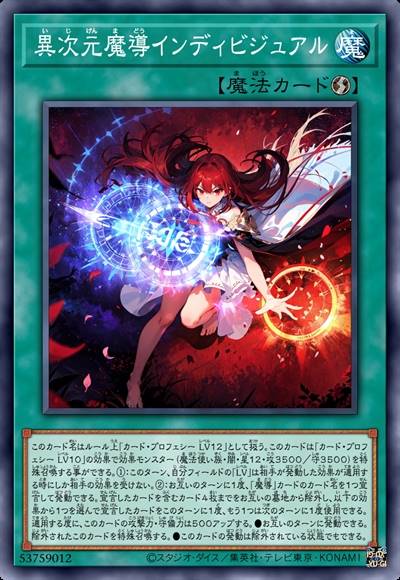 異次元魔導インディビジュアル
魔
【魔法カード】
このカード名はルール上「カード・プロフェシー LV12」として扱う。このカードは「カード・プロフェ
シー LV10」の効果で効果モンスター(魔法使い族・闇・星12・攻3500/守3500)を特
殊召喚する事ができる。①:このターン、自分フィールドの「LV」は相手が発動した効果が適用
する時にしか相手の効果を受けない。②:お互いのターンに1度、「魔導」カードのカード名を1つ宣
言して発動できる。宣言したカードを含むカード4枚までをお互いの墓地から除外し、以下の
効果から1つを選んで宣言したカードをこのターンに1度、もう1つは次のターンに1度使用できる。
適用する度に、このカードの攻撃力・守備力は500アップする。●お互いのターンに発動できる。
除外されたこのカードを特殊召喚する。●このカードの発動は除外されている状態でもできる。
53759012
©スタジオ・ダイス/集英社・テレビ東京・KONAMI